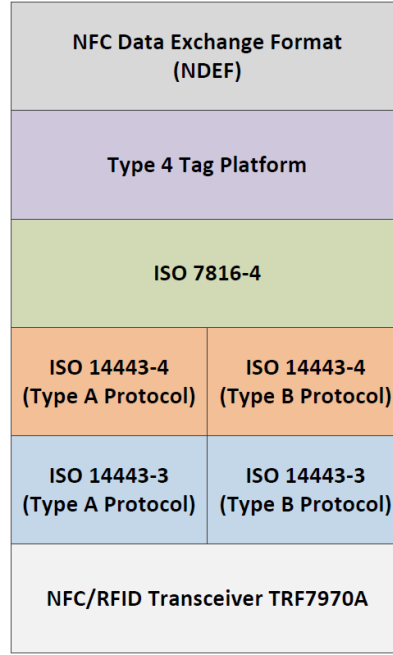 NFC Data Exchange Format
(NDEF)
Type 4 Tag Platform
ISO 7816-4
ISO 14443-4
(Type A Protocol)
ISO 14443-4
(Type B Protocol)
ISO 14443-3
(Type A Protocol)
ISO 14443-3
(Type B Protocol)
NFC/RFID Transceiver TRF7970A